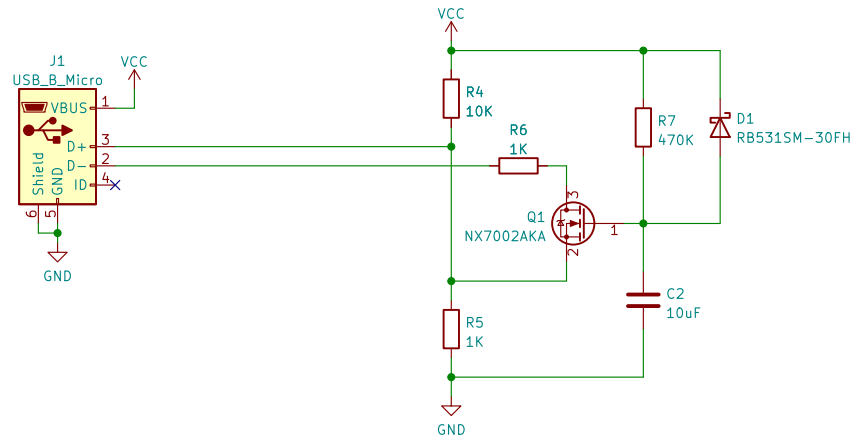 J1
USB_B_Micro
VBUS
D+
D-
ID
Shield
GND
1
3
2
4
6
5
VCC
GND
VCC
R4
10K
R6
1K
Q1
NX7002AKA
3
1
2
R5
1K
GND
R7
470K
D1
RB531SM-30FH
C2
10uF